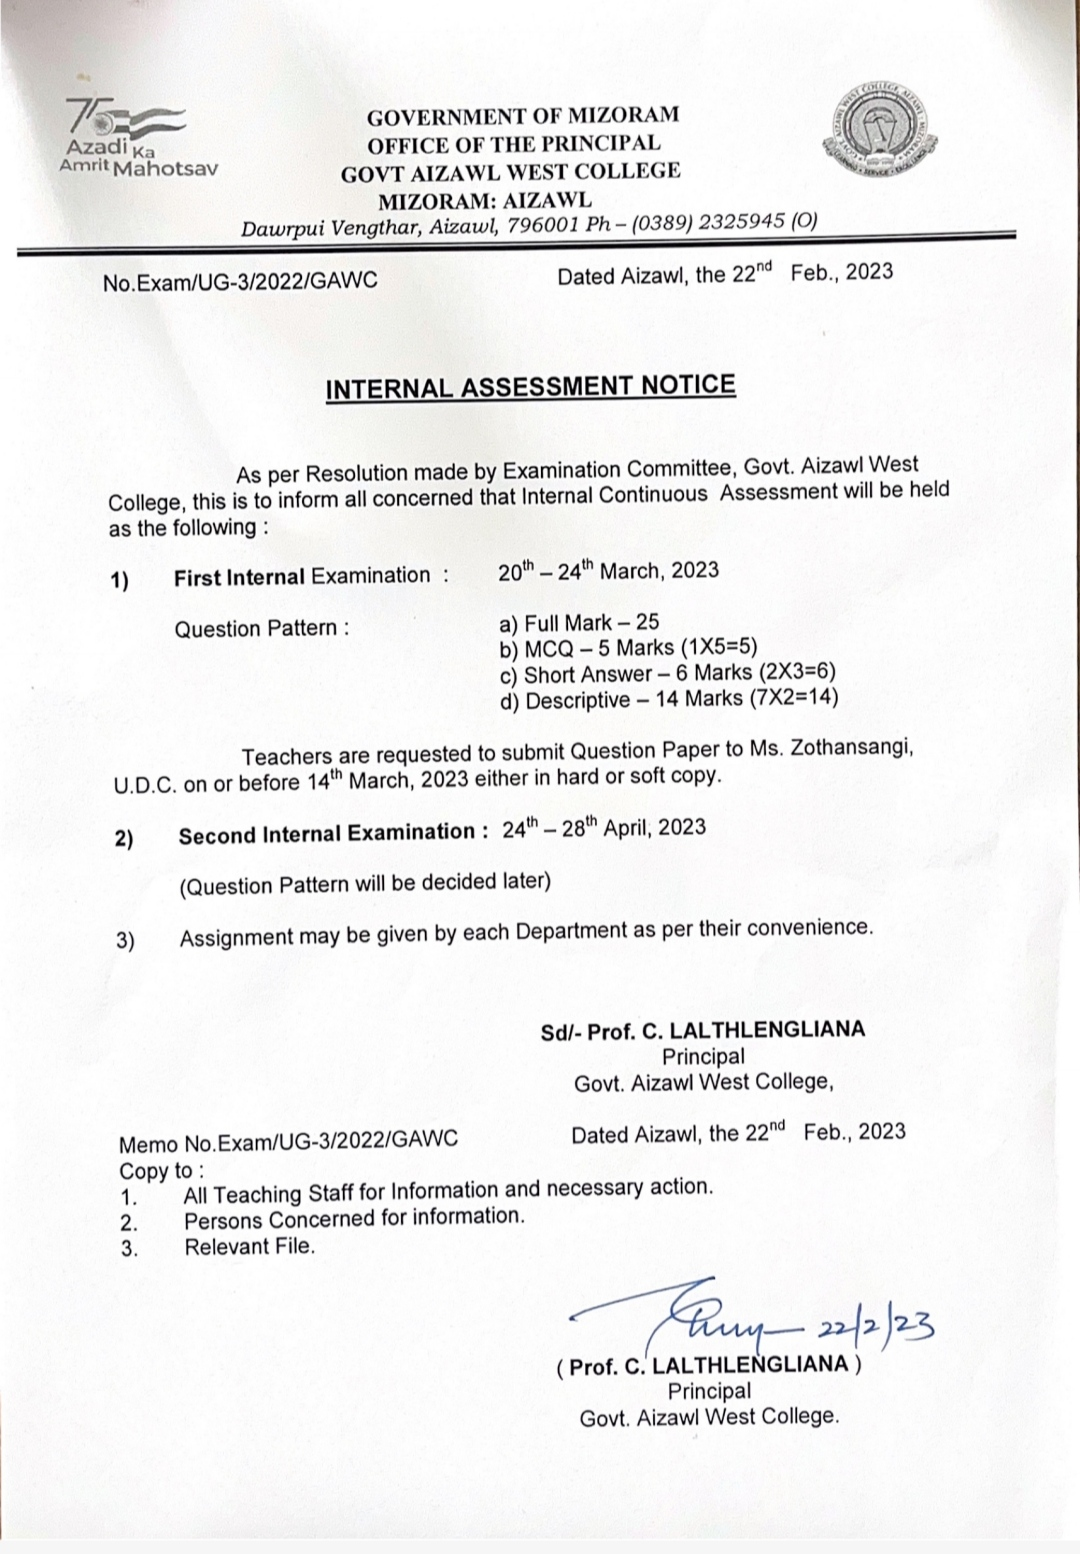 75
Azadi Ka
Amrit Mahotsav
GOVERNMENT OF MIZORAM
OFFICE OF THE PRINCIPAL
GOVT AIZAWL WEST COLLEGE
MIZORAM: AIZAWL
Dawrpui Vengthar, Aizawl, 796001 Ph – (0389) 2325945 (O)
No.Exam/UG-3/2022/GAWC Dated Aizawl, the 22nd Feb., 2023
INTERNAL ASSESSMENT NOTICE
As per Resolution made by Examination Committee, Govt. Aizawl West
College, this is to inform all concerned that Internal Continuous Assessment will be held
as the following :
1) First Internal Examination : 20th – 24th March, 2023
Question Pattern : a) Full Mark – 25
b) MCQ – 5 Marks (1X5=5)
c) Short Answer – 6 Marks (2X3=6)
d) Descriptive – 14 Marks (7X2=14)
Teachers are requested to submit Question Paper to Ms. Zothansangi,
U.D.C. on or before 14th March, 2023 either in hard or soft copy.
2) Second Internal Examination : 24th – 28th April, 2023
(Question Pattern will be decided later)
3) Assignment may be given by each Department as per their convenience.
Sd/- Prof. C. LALTHLENGLIANA
Principal
Govt. Aizawl West College,
Memo No.Exam/UG-3/2022/GAWC Dated Aizawl, the 22nd Feb., 2023
Copy to :
1. All Teaching Staff for Information and necessary action.
2. Persons Concerned for information.
3. Relevant File.
22/2/23
( Prof. C. LALTHLENGLIANA )
Principal
Govt. Aizawl West College.